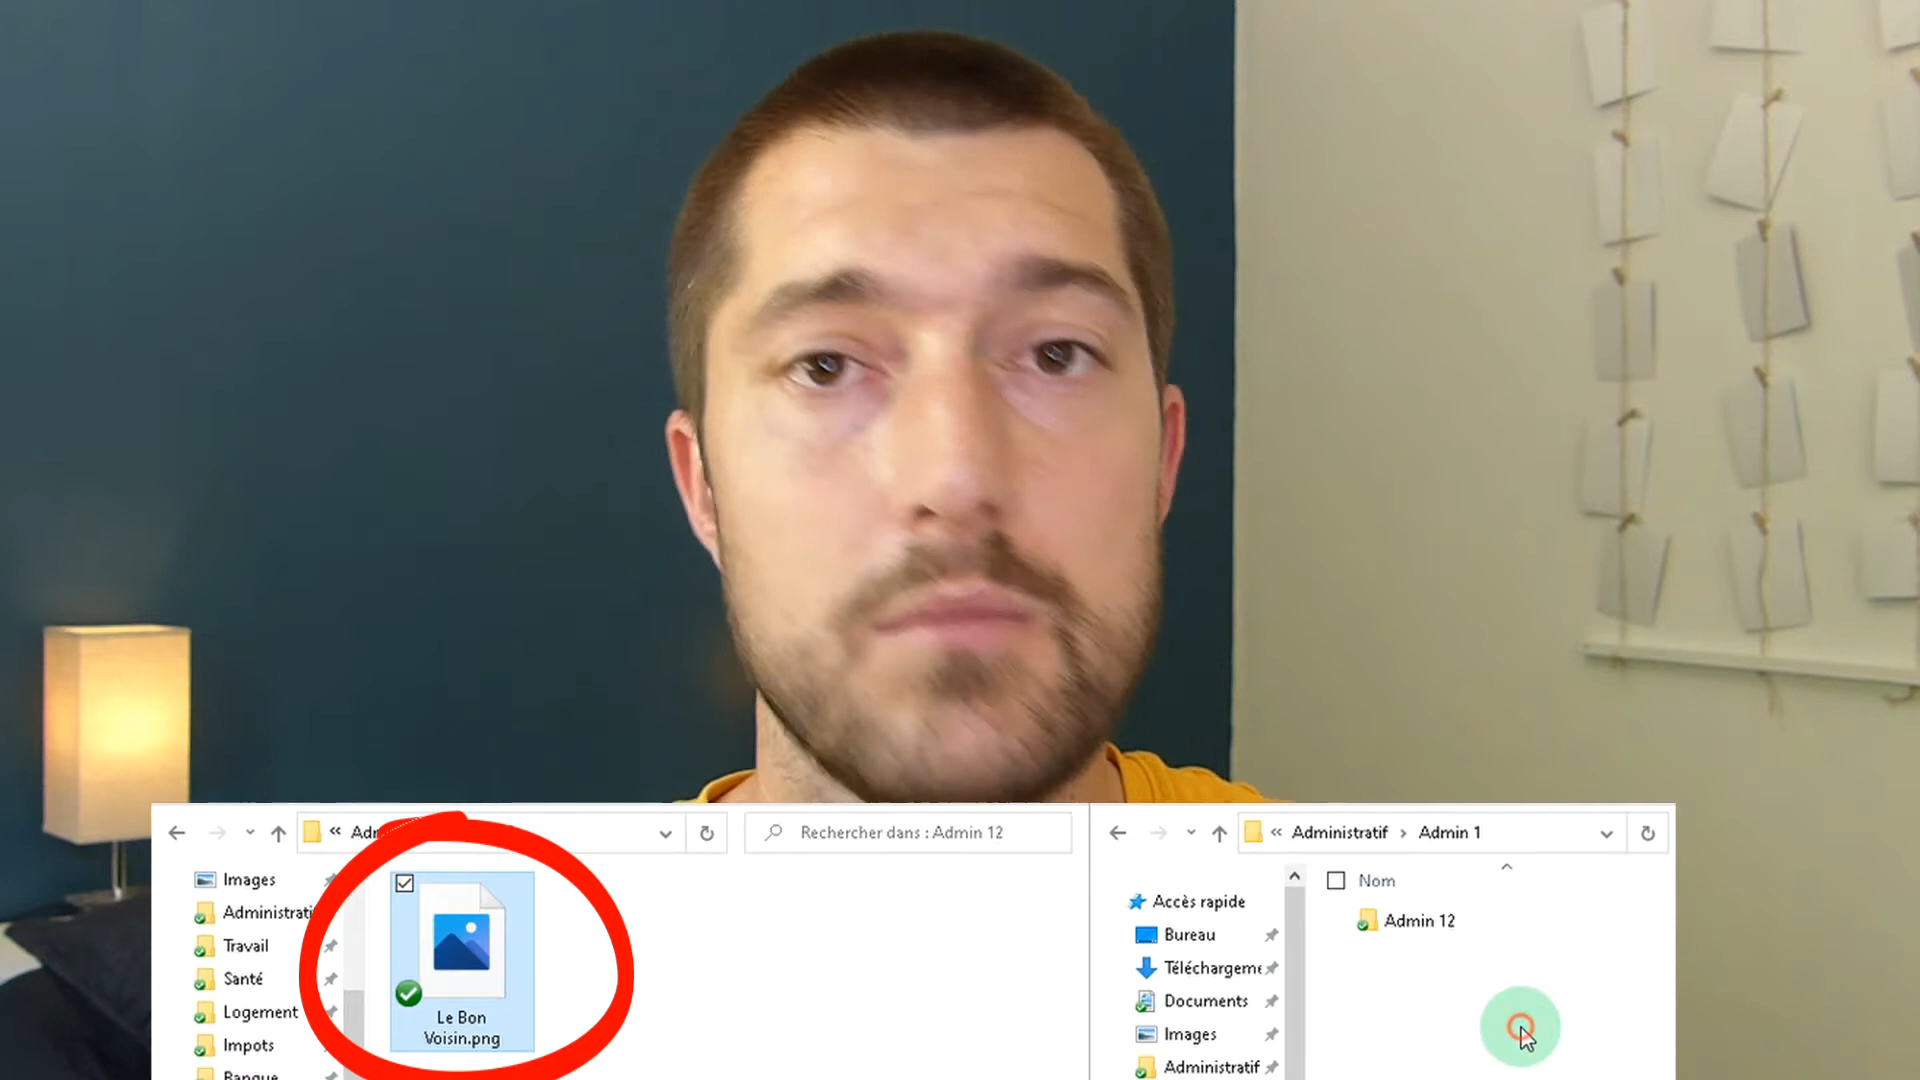 « Adr
Rechercher dans : Admin 12
Images
Administrati
Travail
Santé
Logement
Impots
Banque
Le Bon
Voisin.png
« Administratif › Admin 1
Accès rapide
Bureau
Téléchargeme
Documents
Images
Administratif
Nom
Admin 12